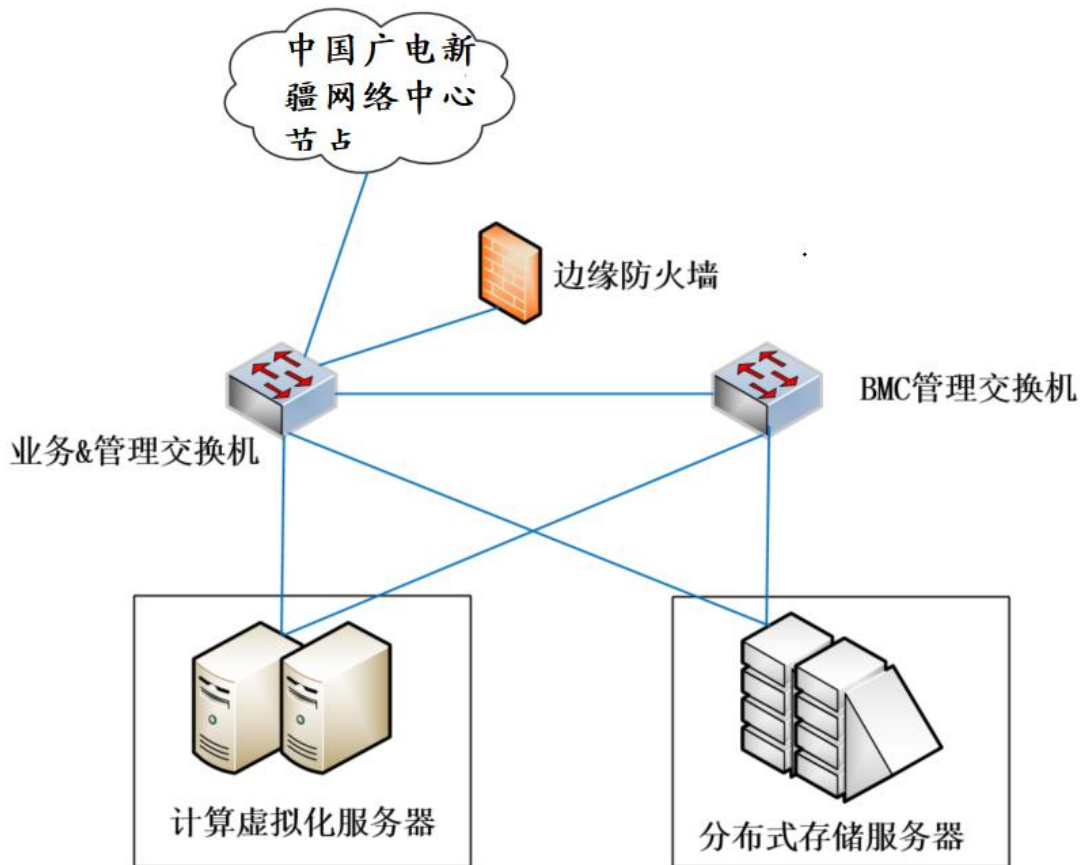 中国广电新
疆网络中心
节点
边缘防火墙
BMC管理交换机
业务&管理交换机
计算虚拟化服务器
分布式存储服务器